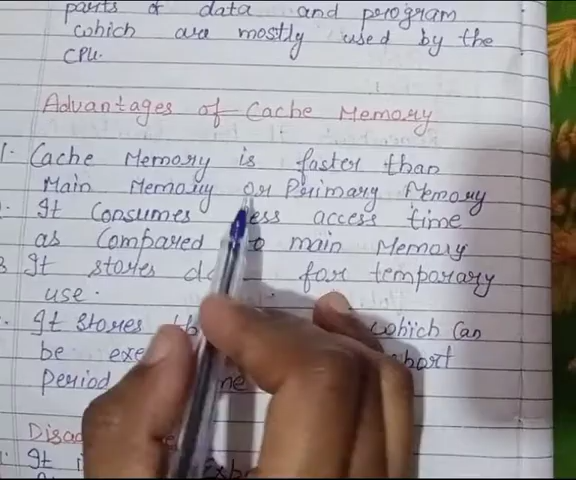 parts of data and program
which are mostly used by the
CPU.
Advantages of Cache Memory
1. Cache Memory is faster than
Main Memory or Primary Memory
It Consumes less access time
as Compared to main Memory
3 It stores for temporary
use.
It stores which Can
be
Period
It